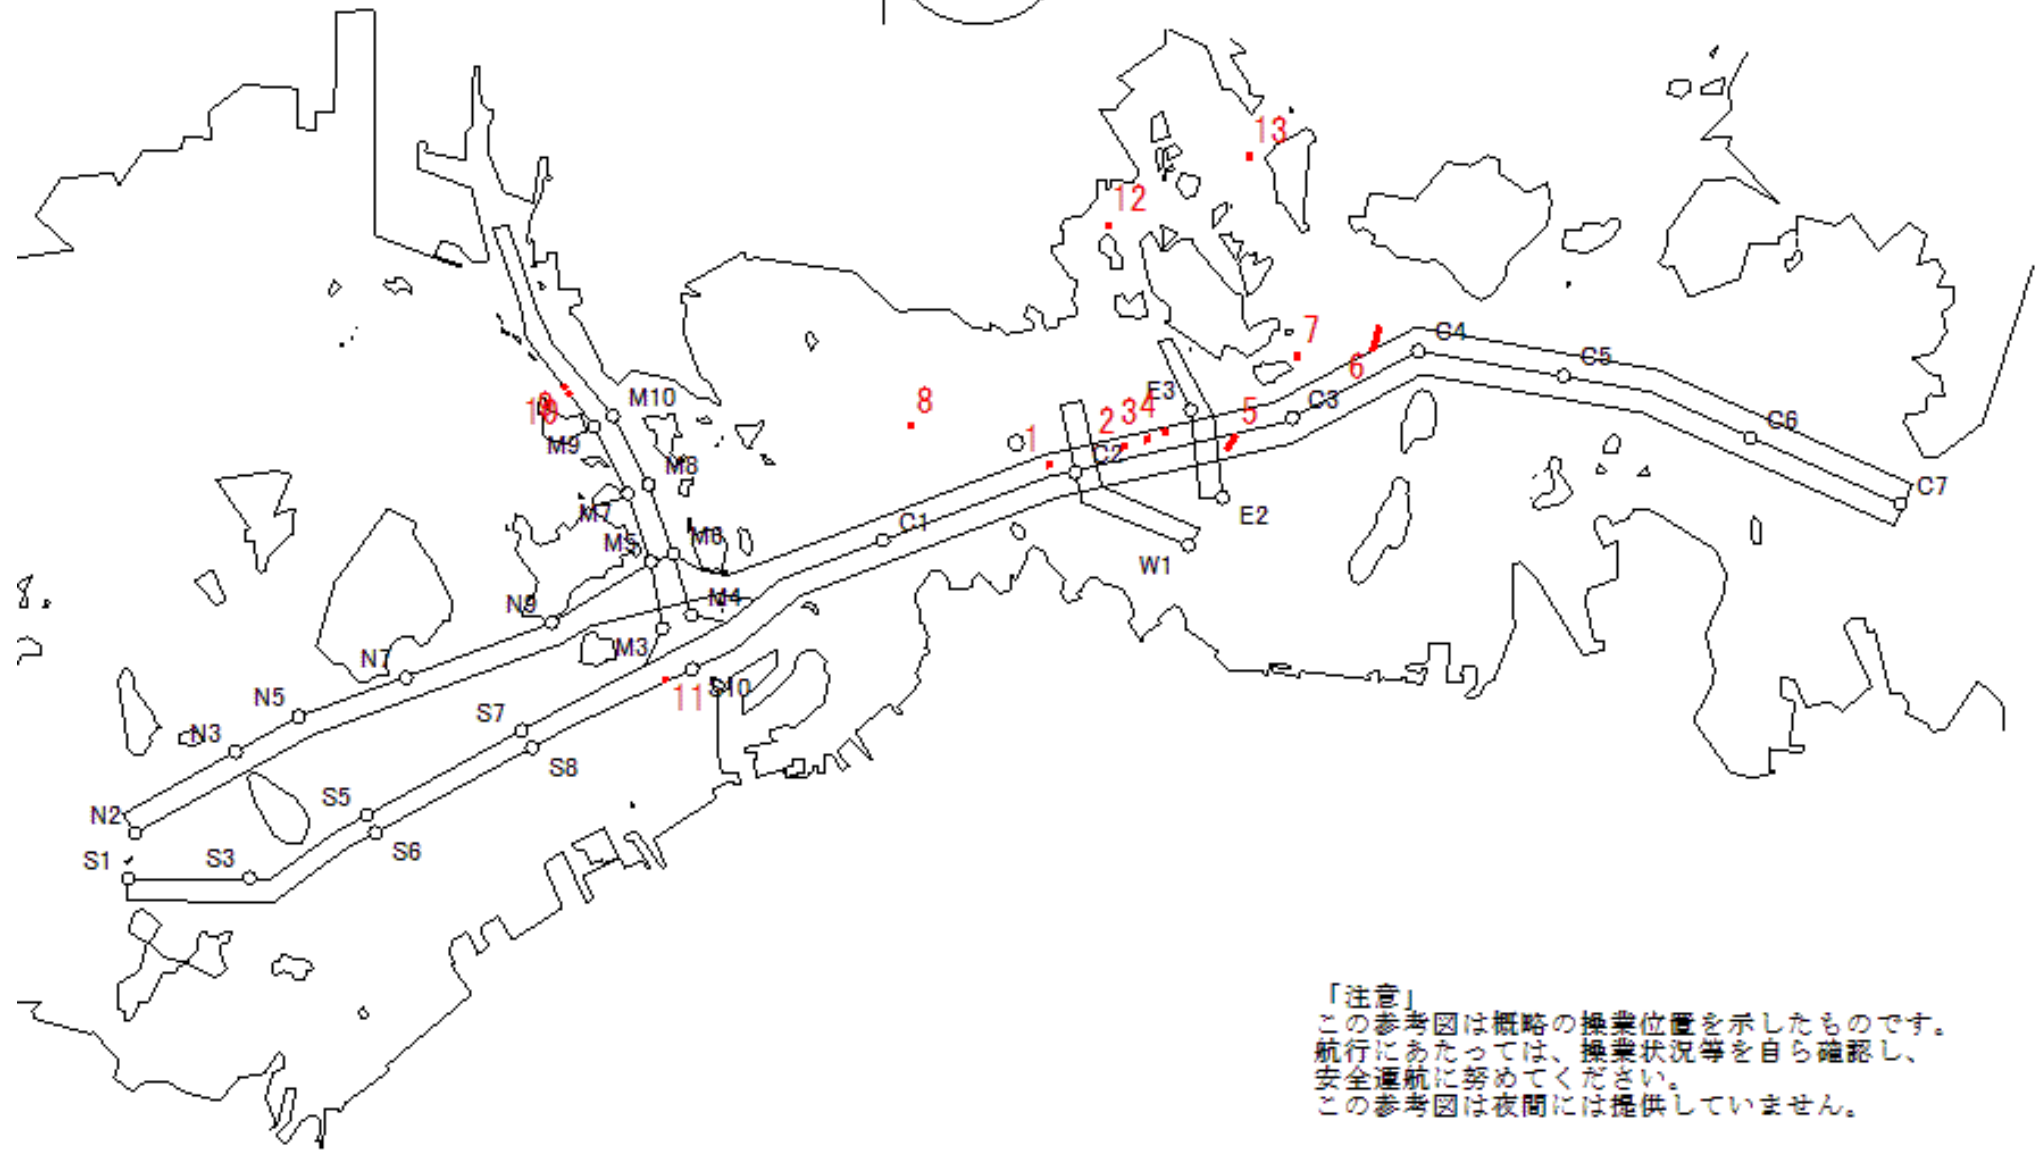 13
12
7
C4
6
C5
8
M10
E3
2
3
4
5
C3
C6
M9
1
C2
M8
C7
M7
E2
C1
M5
M6
W1
N9
M4
M3
N7
11
S10
N5
S7
N3
S8
S5
N2
S6
S1
S3
「注意」
この参考図は概略の操業位置を示したものです。
航行にあたっては、操業状況等を自ら確認し、
安全運航に努めてください。
この参考図は夜間には提供していません。